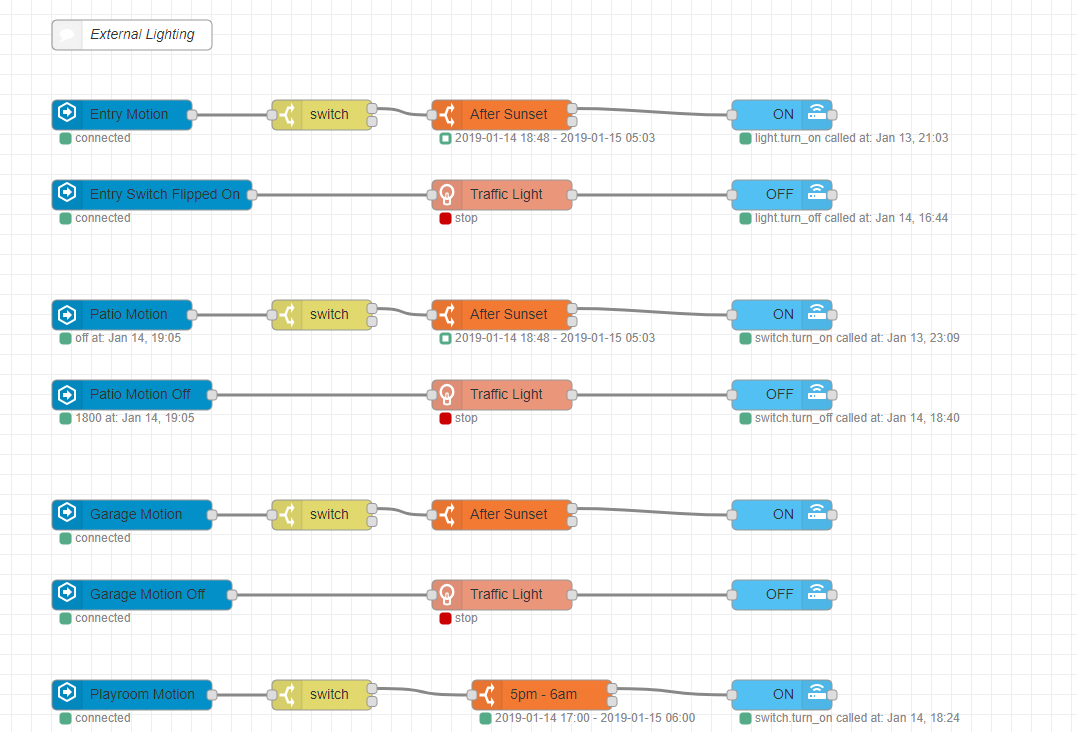 External Lighting
Entry Motion switch After Sunset ON
connected 2019-01-14 18:48 - 2019-01-15 05:03 light.turn_on called at: Jan 13, 21:03
Entry Switch Flipped On Traffic Light OFF
connected stop light.turn_off called at: Jan 14, 16:44
Patio Motion switch After Sunset ON
off at: Jan 14, 19:05 2019-01-14 18:48 - 2019-01-15 05:03 switch.turn_on called at: Jan 13, 23:09
Patio Motion Off Traffic Light OFF
1800 at: Jan 14, 19:05 stop switch.turn_off called at: Jan 14, 18:40
Garage Motion switch After Sunset ON
connected
Garage Motion Off Traffic Light OFF
connected stop
Playroom Motion switch 5pm - 6am ON
connected 2019-01-14 17:00 - 2019-01-15 06:00 switch.turn_on called at: Jan 14, 18:24